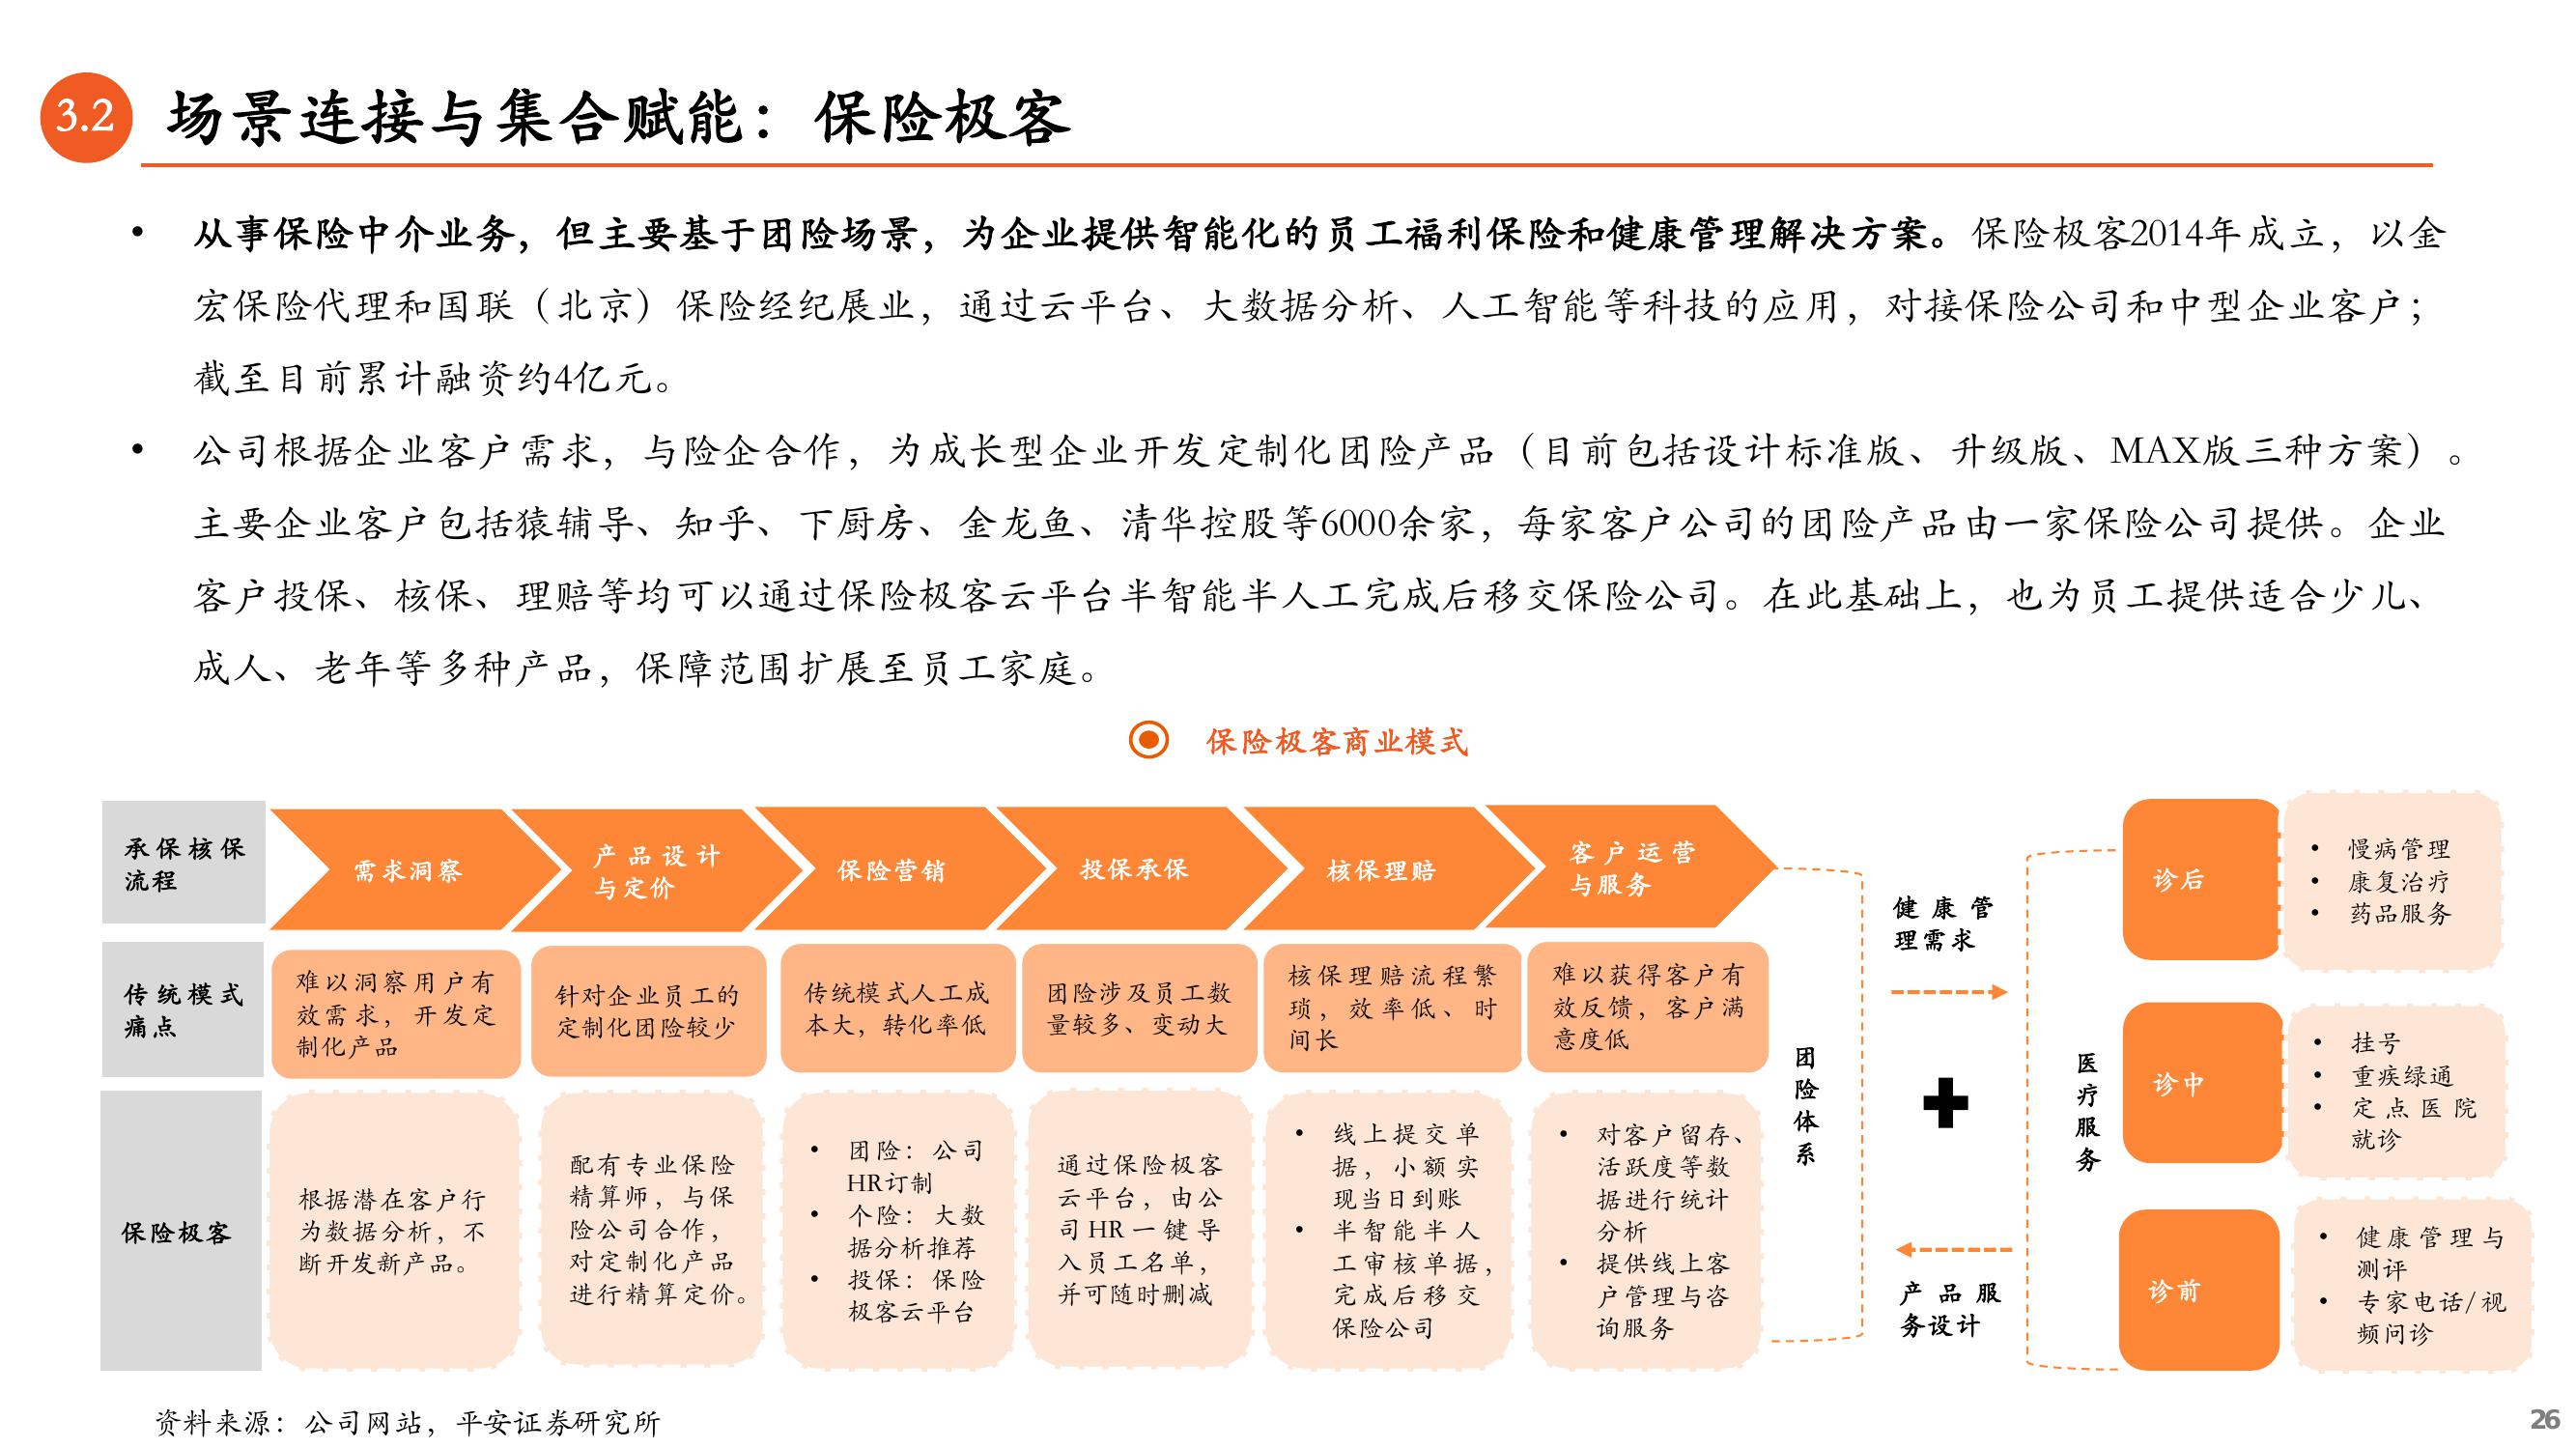 3.2 场景连接与集合赋能：保险极客
• 从事保险中介业务，但主要基于团险场景，为企业提供智能化的员工福利保险和健康管理解决方案。保险极客2014年成立，以金
宏保险代理和国联（北京）保险经纪展业，通过云平台、大数据分析、人工智能等科技的应用，对接保险公司和中型企业客户；
截至目前累计融资约4亿元。
• 公司根据企业客户需求，与险企合作，为成长型企业开发定制化团险产品（目前包括设计标准版、升级版、MAX版三种方案）。
主要企业客户包括猿辅导、知乎、下厨房、金龙鱼、清华控股等6000余家，每家客户公司的团险产品由一家保险公司提供。企业
客户投保、核保、理赔等均可以通过保险极客云平台半智能半人工完成后移交保险公司。在此基础上，也为员工提供适合少儿、
成人、老年等多种产品，保障范围扩展至员工家庭。
保险极客商业模式
承保核保
流程
需求洞察
产品设计
与定价
保险营销
投保承保
核保理赔
客户运营
与服务
传统模式
痛点
难以洞察用户有
效需求，开发定
制化产品
针对企业员工的
定制化团险较少
传统模式人工成
本大，转化率低
团险涉及员工数
量较多、变动大
核保理赔流程繁
琐，效率低、时
间长
难以获得客户有
效反馈，客户满
意度低
保险极客
根据潜在客户行
为数据分析，不
断开发新产品。
配有专业保险
精算师，与保
险公司合作，
对定制化产品
进行精算定价。
• 团险：公司
HR订制
• 个险：大数
据分析推荐
• 投保：保险
极客云平台
通过保险极客
云平台，由公
司HR一键导
入员工名单，
并可随时删减
• 线上提交单
据，小额实
现当日到账
• 半智能半人
工审核单据，
完成后移交
保险公司
• 对客户留存、
活跃度等数
据进行统计
分析
• 提供线上客
户管理与咨
询服务
团
险
体
系
健康管
理需求
产品服
务设计
医
疗
服
务
诊后
• 慢病管理
• 康复治疗
• 药品服务
诊中
• 挂号
• 重疾绿通
• 定点医院
就诊
诊前
• 健康管理与
测评
• 专家电话/视
频问诊
资料来源：公司网站，平安证券研究所
26